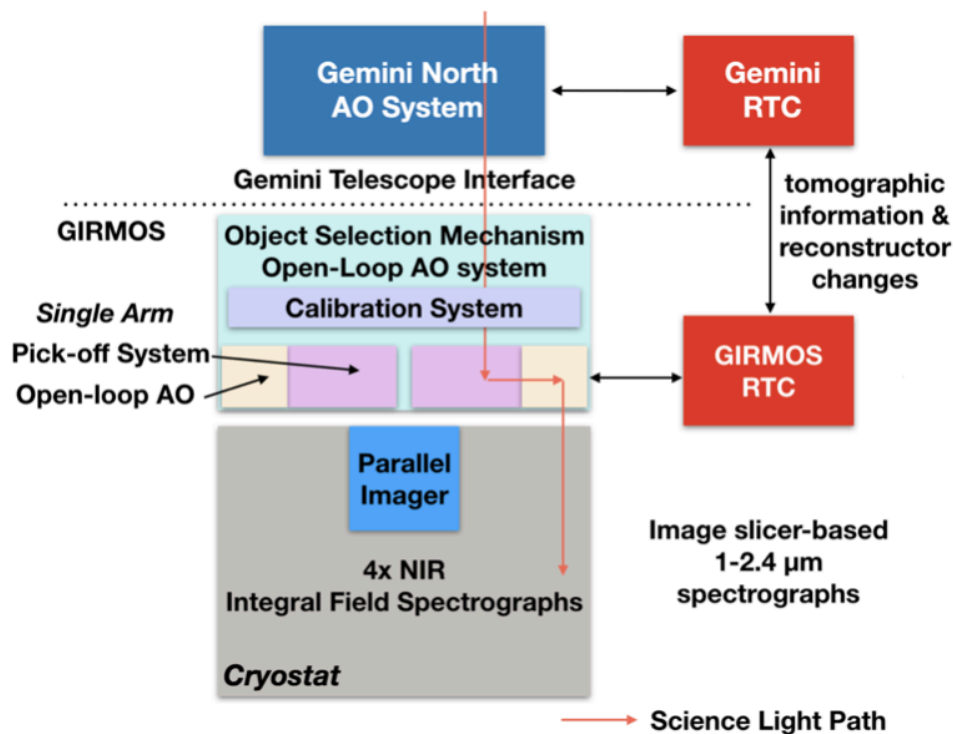 Gemini North
AO System
Gemini
RTC
Gemini Telescope Interface
tomographic
information &
reconstructor
changes
GIRMOS
Object Selection Mechanism
Open-Loop AO system
Calibration System
Single Arm
Pick-off System
Open-loop AO
GIRMOS
RTC
Parallel
Imager
4x NIR
Integral Field Spectrographs
Cryostat
Image slicer-based
1-2.4 μm
spectrographs
Science Light Path